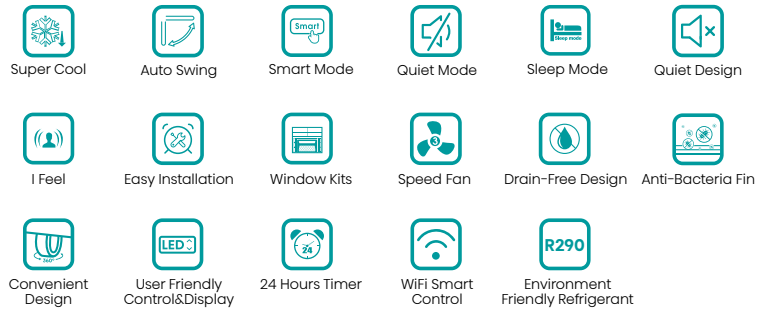 Smart
Sleep mode
Super Cool
Auto Swing
Smart Mode
Quiet Mode
Sleep Mode
Quiet Design
3
I Feel
Easy Installation
Window Kits
Speed Fan
Drain-Free Design
Anti-Bacteria Fin
360°
LED
24
R290
Convenient
Design
User Friendly
Control&Display
24 Hours Timer
WiFi Smart
Control
Environment
Friendly Refrigerant